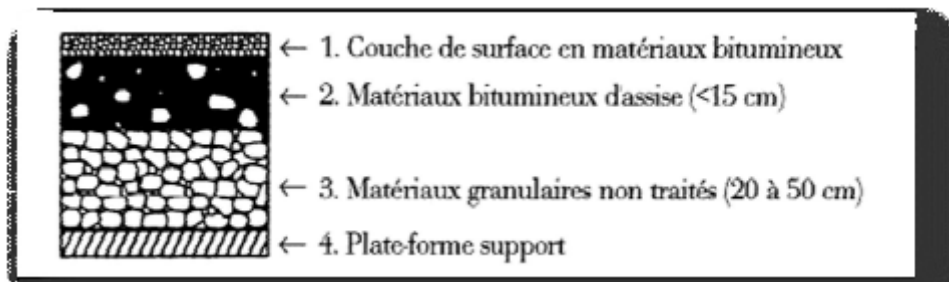 ← 1. Couche de surface en matériaux bitumineux
← 2. Matériaux bitumineux d'assise (<15 cm)
← 3. Matériaux granulaires non traités (20 à 50 cm)
← 4. Plate-forme support